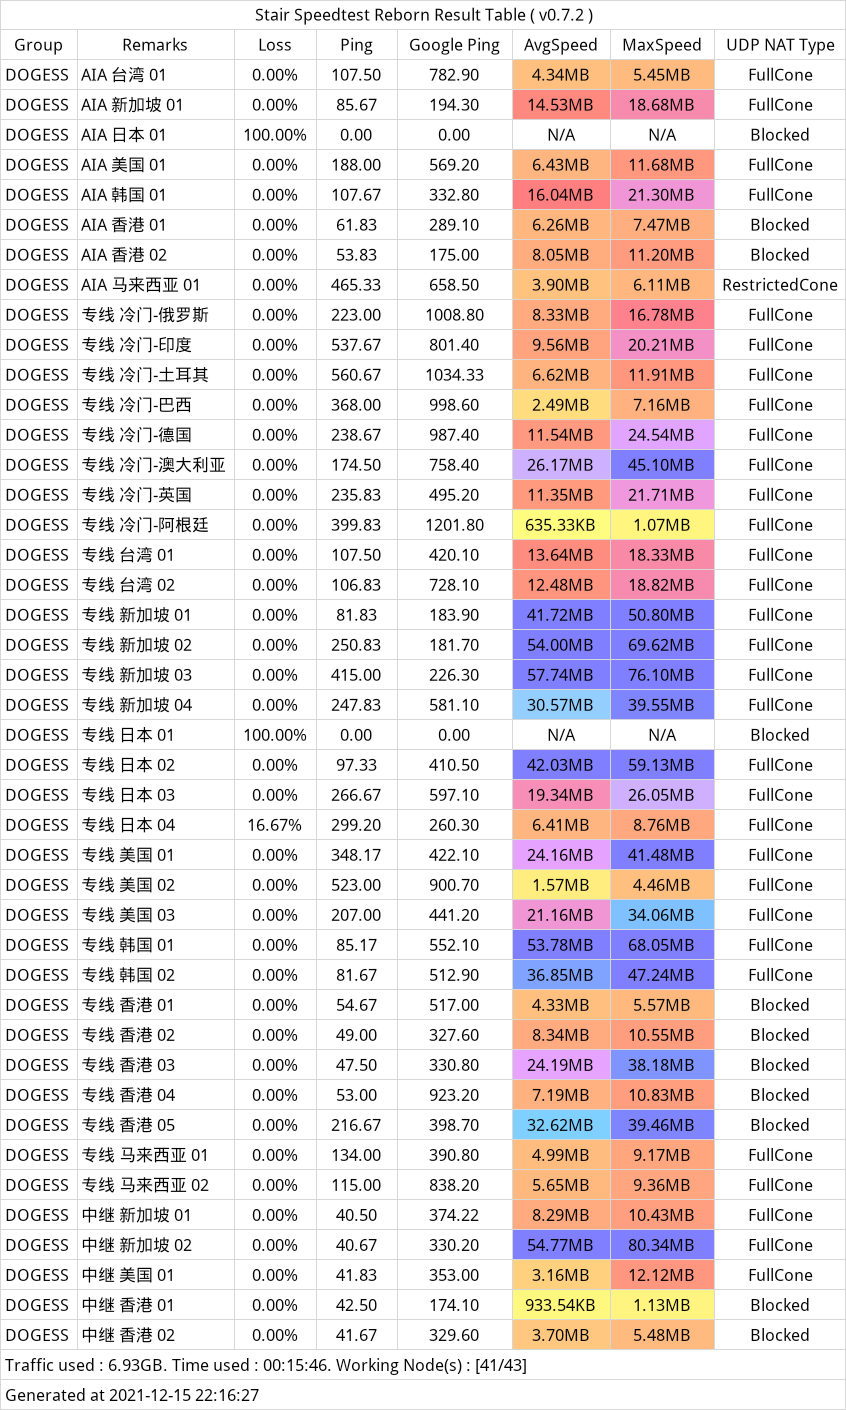 Stair Speedtest Reborn Result Table ( v0.7.2 )
Group Remarks Loss Ping Google Ping AvgSpeed MaxSpeed UDP NAT Type
DOGESS AIA 台湾 01 0.00% 107.50 782.90 4.34MB 5.45MB FullCone
DOGESS AIA 新加坡 01 0.00% 85.67 194.30 14.53MB 18.68MB FullCone
DOGESS AIA 日本 01 100.00% 0.00 0.00 N/A N/A Blocked
DOGESS AIA 美国 01 0.00% 188.00 569.20 6.43MB 11.68MB FullCone
DOGESS AIA 韩国 01 0.00% 107.67 332.80 16.04MB 21.30MB FullCone
DOGESS AIA 香港 01 0.00% 61.83 289.10 6.26MB 7.47MB Blocked
DOGESS AIA 香港 02 0.00% 53.83 175.00 8.05MB 11.20MB Blocked
DOGESS AIA 马来西亚 01 0.00% 465.33 658.50 3.90MB 6.11MB RestrictedCone
DOGESS 专线 冷门-俄罗斯 0.00% 223.00 1008.80 8.33MB 16.78MB FullCone
DOGESS 专线 冷门-印度 0.00% 537.67 801.40 9.56MB 20.21MB FullCone
DOGESS 专线 冷门-土耳其 0.00% 560.67 1034.33 6.62MB 11.91MB FullCone
DOGESS 专线 冷门-巴西 0.00% 368.00 998.60 2.49MB 7.16MB FullCone
DOGESS 专线 冷门-德国 0.00% 238.67 987.40 11.54MB 24.54MB FullCone
DOGESS 专线 冷门-澳大利亚 0.00% 174.50 758.40 26.17MB 45.10MB FullCone
DOGESS 专线 冷门-英国 0.00% 235.83 495.20 11.35MB 21.71MB FullCone
DOGESS 专线 冷门-阿根廷 0.00% 399.83 1201.80 635.33KB 1.07MB FullCone
DOGESS 专线 台湾 01 0.00% 107.50 420.10 13.64MB 18.33MB FullCone
DOGESS 专线 台湾 02 0.00% 106.83 728.10 12.48MB 18.82MB FullCone
DOGESS 专线 新加坡 01 0.00% 81.83 183.90 41.72MB 50.80MB FullCone
DOGESS 专线 新加坡 02 0.00% 250.83 181.70 54.00MB 69.62MB FullCone
DOGESS 专线 新加坡 03 0.00% 415.00 226.30 57.74MB 76.10MB FullCone
DOGESS 专线 新加坡 04 0.00% 247.83 581.10 30.57MB 39.55MB FullCone
DOGESS 专线 日本 01 100.00% 0.00 0.00 N/A N/A Blocked
DOGESS 专线 日本 02 0.00% 97.33 410.50 42.03MB 59.13MB FullCone
DOGESS 专线 日本 03 0.00% 266.67 597.10 19.34MB 26.05MB FullCone
DOGESS 专线 日本 04 16.67% 299.20 260.30 6.41MB 8.76MB FullCone
DOGESS 专线 美国 01 0.00% 348.17 422.10 24.16MB 41.48MB FullCone
DOGESS 专线 美国 02 0.00% 523.00 900.70 1.57MB 4.46MB FullCone
DOGESS 专线 美国 03 0.00% 207.00 441.20 21.16MB 34.06MB FullCone
DOGESS 专线 韩国 01 0.00% 85.17 552.10 53.78MB 68.05MB FullCone
DOGESS 专线 韩国 02 0.00% 81.67 512.90 36.85MB 47.24MB FullCone
DOGESS 专线 香港 01 0.00% 54.67 517.00 4.33MB 5.57MB Blocked
DOGESS 专线 香港 02 0.00% 49.00 327.60 8.34MB 10.55MB Blocked
DOGESS 专线 香港 03 0.00% 47.50 330.80 24.19MB 38.18MB Blocked
DOGESS 专线 香港 04 0.00% 53.00 923.20 7.19MB 10.83MB Blocked
DOGESS 专线 香港 05 0.00% 216.67 398.70 32.62MB 39.46MB Blocked
DOGESS 专线 马来西亚 01 0.00% 134.00 390.80 4.99MB 9.17MB FullCone
DOGESS 专线 马来西亚 02 0.00% 115.00 838.20 5.65MB 9.36MB FullCone
DOGESS 中继 新加坡 01 0.00% 40.50 374.22 8.29MB 10.43MB FullCone
DOGESS 中继 新加坡 02 0.00% 40.67 330.20 54.77MB 80.34MB FullCone
DOGESS 中继 美国 01 0.00% 41.83 353.00 3.16MB 12.12MB FullCone
DOGESS 中继 香港 01 0.00% 42.50 174.10 933.54KB 1.13MB Blocked
DOGESS 中继 香港 02 0.00% 41.67 329.60 3.70MB 5.48MB Blocked
Traffic used : 6.93GB. Time used : 00:15:46. Working Node(s) : [41/43]
Generated at 2021-12-15 22:16:27